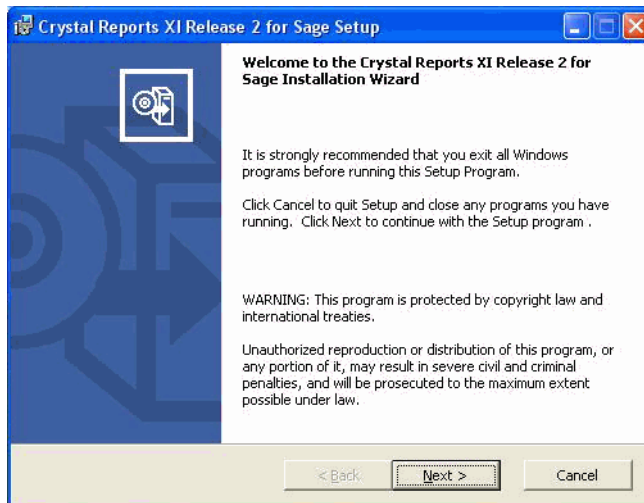 Crystal Reports XI Release 2 for Sage Setup
Welcome to the Crystal Reports XI Release 2 for
Sage Installation Wizard
It is strongly recommended that you exit all Windows
programs before running this Setup Program.
Click Cancel to quit Setup and close any programs you have
running.  Click Next to continue with the Setup program .
WARNING: This program is protected by copyright law and
international treaties.
Unauthorized reproduction or distribution of this program, or
any portion of it, may result in severe civil and criminal
penalties, and will be prosecuted to the maximum extent
possible under law.
< Back
Next >
Cancel